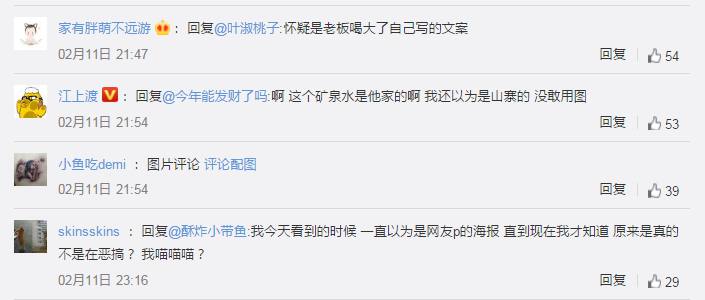 家有胖萌不远游 : 回复@叶淑桃子:怀疑是老板喝大了自己写的文案
02月11日 21:47 回复 54
江上渡 : 回复@今年能发财了吗:啊 这个矿泉水是他家的啊 我还以为是山寨的 没敢用图
02月11日 21:54 回复 53
小鱼吃demi : 图片评论 评论配图
02月11日 21:54 回复 39
skinsskins : 回复@酥炸小带鱼:我今天看到的时候 一直以为是网友p的海报 直到现在我才知道 原来是真的
不是在恶搞? 我喵喵喵?
02月11日 23:16 回复 29